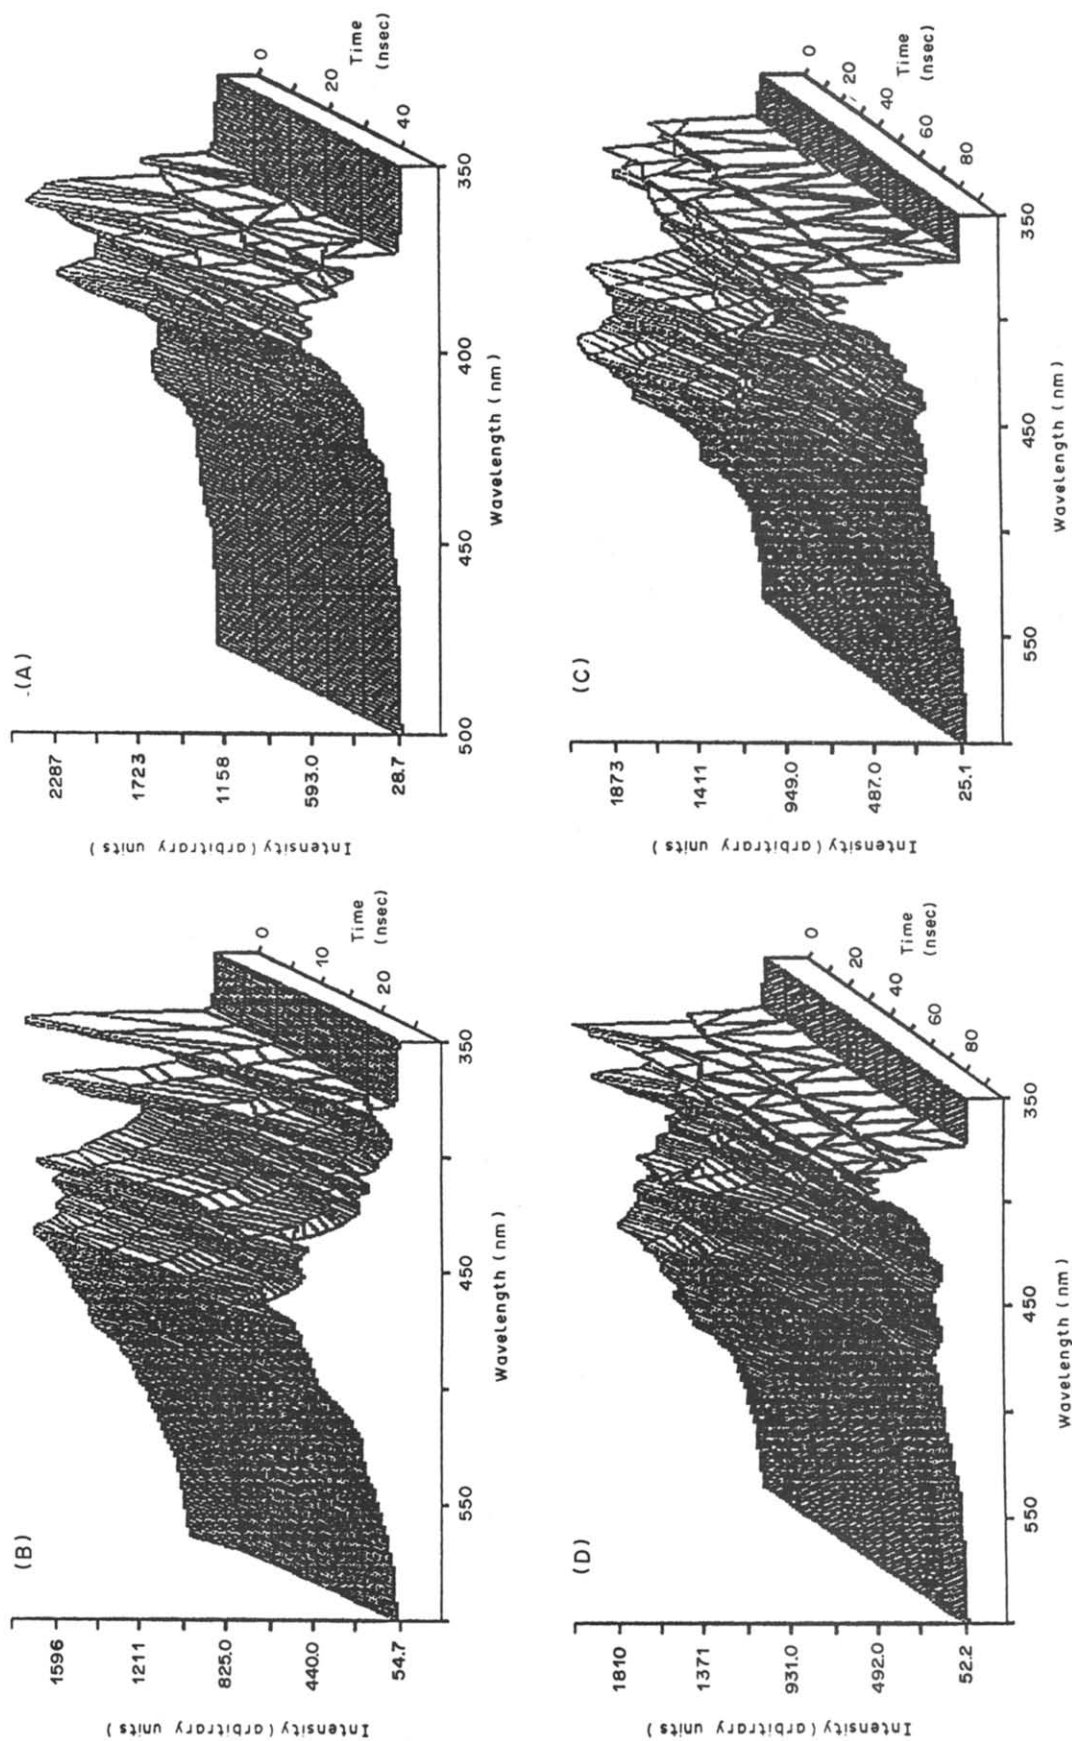 (A)
Intensity (arbitrary units)
2287
1723
1158
593.0
28.7
500
450
400
350
Wavelength (nm)
0
20
40
Time
(nsec)
(B)
Intensity (arbitrary units)
1596
1211
825.0
440.0
54.7
550
450
350
Wavelength (nm)
0
10
20
Time
(nsec)
(C)
Intensity (arbitrary units)
1873
1411
949.0
487.0
25.1
550
450
350
Wavelength (nm)
0
20
40
60
80
Time
(nsec)
(D)
Intensity (arbitrary units)
1810
1371
931.0
492.0
52.2
550
450
350
Wavelength (nm)
0
20
40
60
80
Time
(nsec)